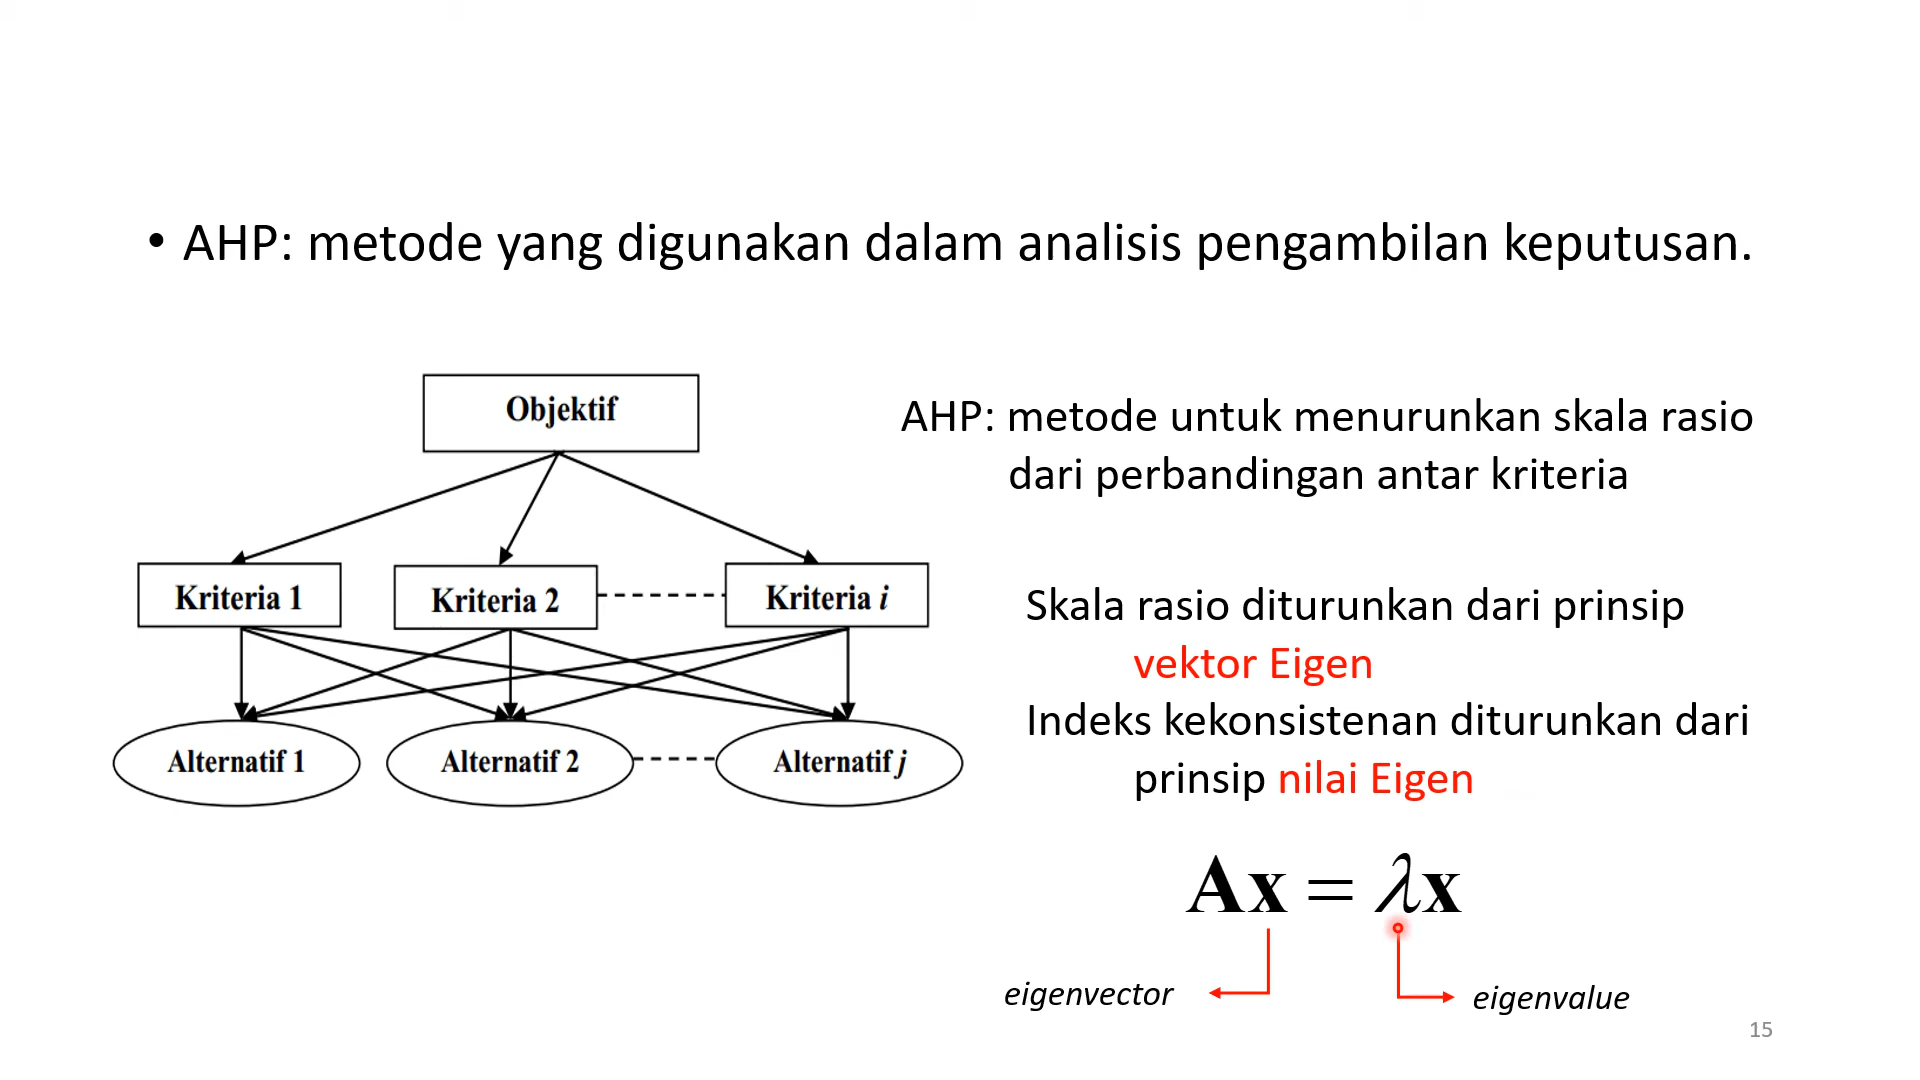 • AHP: metode yang digunakan dalam analisis pengambilan keputusan.
Objektif
Kriteria 1
Kriteria 2
Kriteria i
Alternatif 1
Alternatif 2
Alternatif j
AHP: metode untuk menurunkan skala rasio
dari perbandingan antar kriteria
Skala rasio diturunkan dari prinsip
vektor Eigen
Indeks kekonsistenan diturunkan dari
prinsip nilai Eigen
Ax = λx
eigenvector
eigenvalue
15